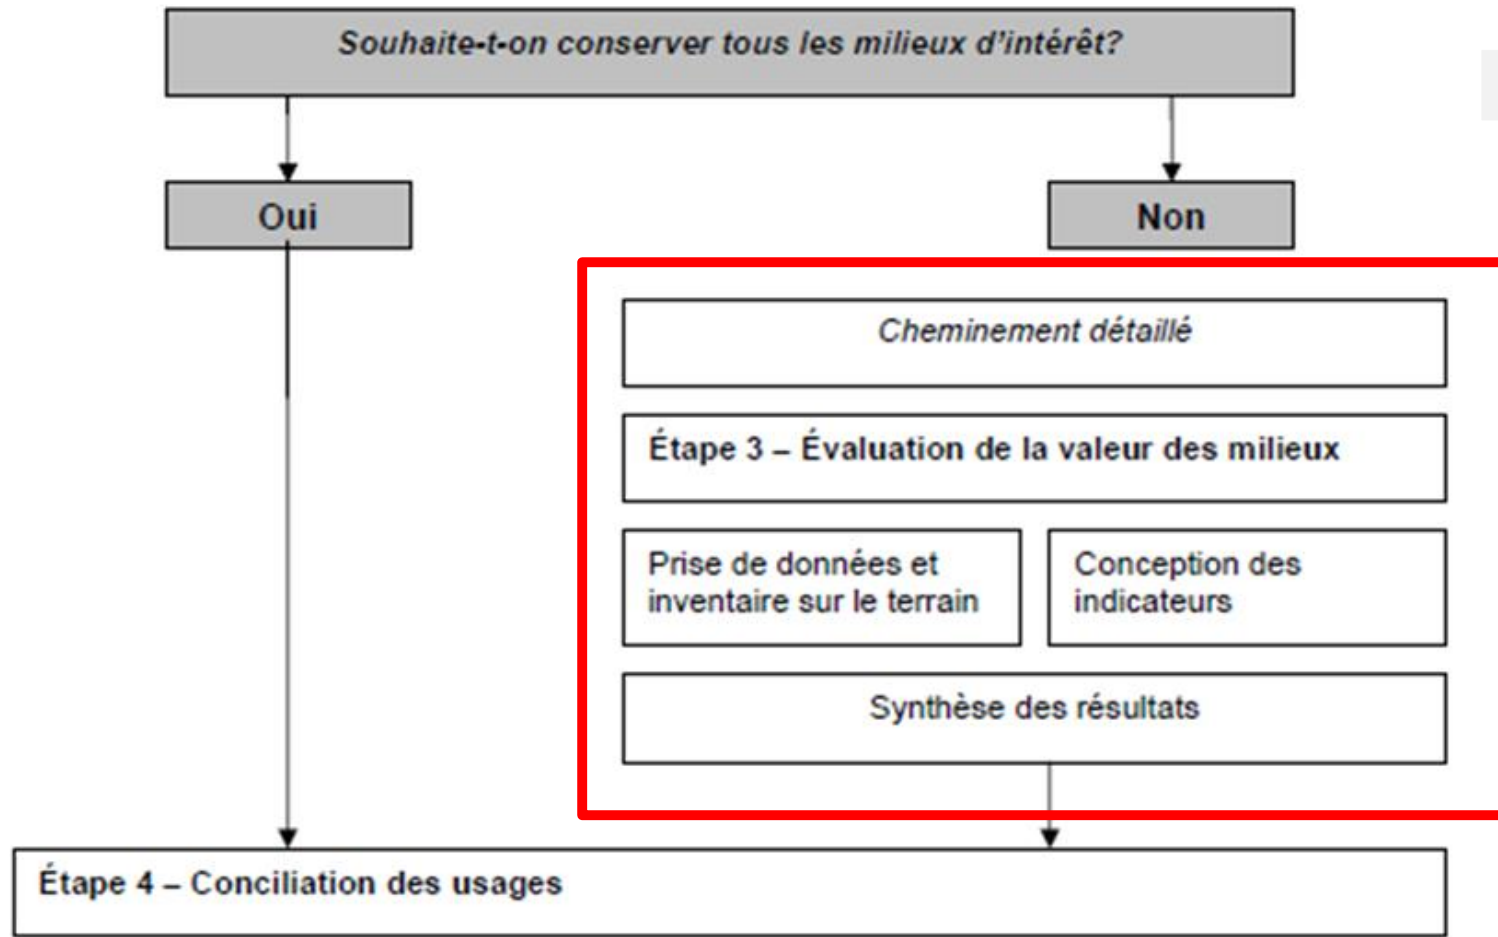 Souhaite-t-on conserver tous les milieux d'intérêt?
Oui
Non
Cheminement détaillé
Étape 3 – Évaluation de la valeur des milieux
Prise de données et
inventaire sur le terrain
Conception des
indicateurs
Synthèse des résultats
Étape 4 – Conciliation des usages